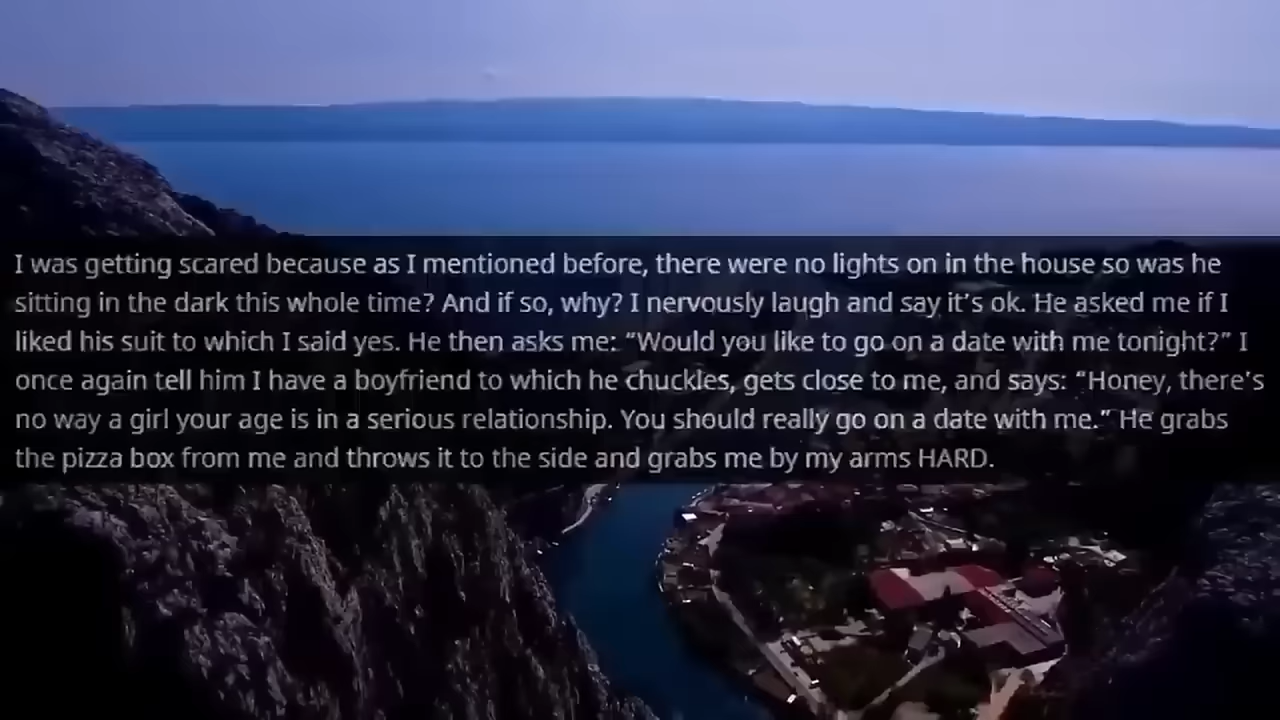 I was getting scared because as I mentioned before, there were no lights on in the house so was he
sitting in the dark this whole time? And if so, why? I nervously laugh and say it’s ok. He asked me if I
liked his suit to which I said yes. He then asks me: “Would you like to go on a date with me tonight?” I
once again tell him I have a boyfriend to which he chuckles, gets close to me, and says: “Honey, there’s
no way a girl your age is in a serious relationship. You should really go on a date with me.” He grabs
the pizza box from me and throws it to the side and grabs me by my arms HARD.